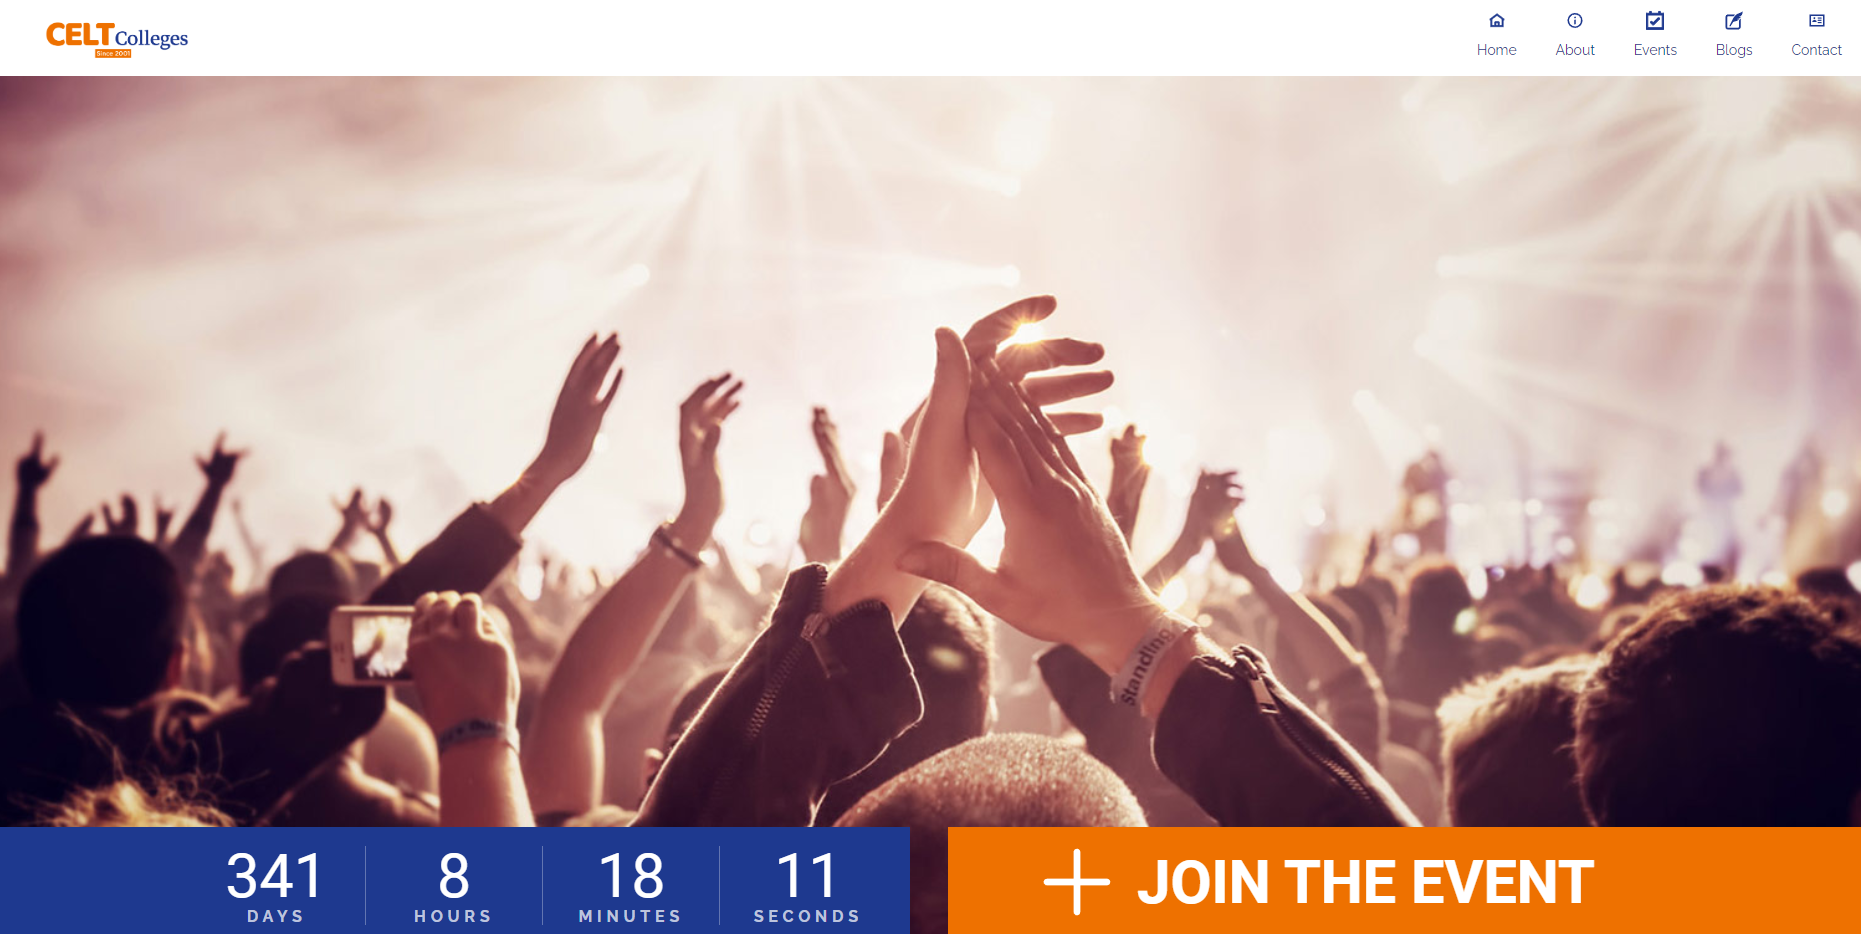 CELT Colleges
Since 2001
Home About Events Blogs Contact
standing
341 8 18 11
DAYS HOURS MINUTES SECONDS
JOIN THE EVENT